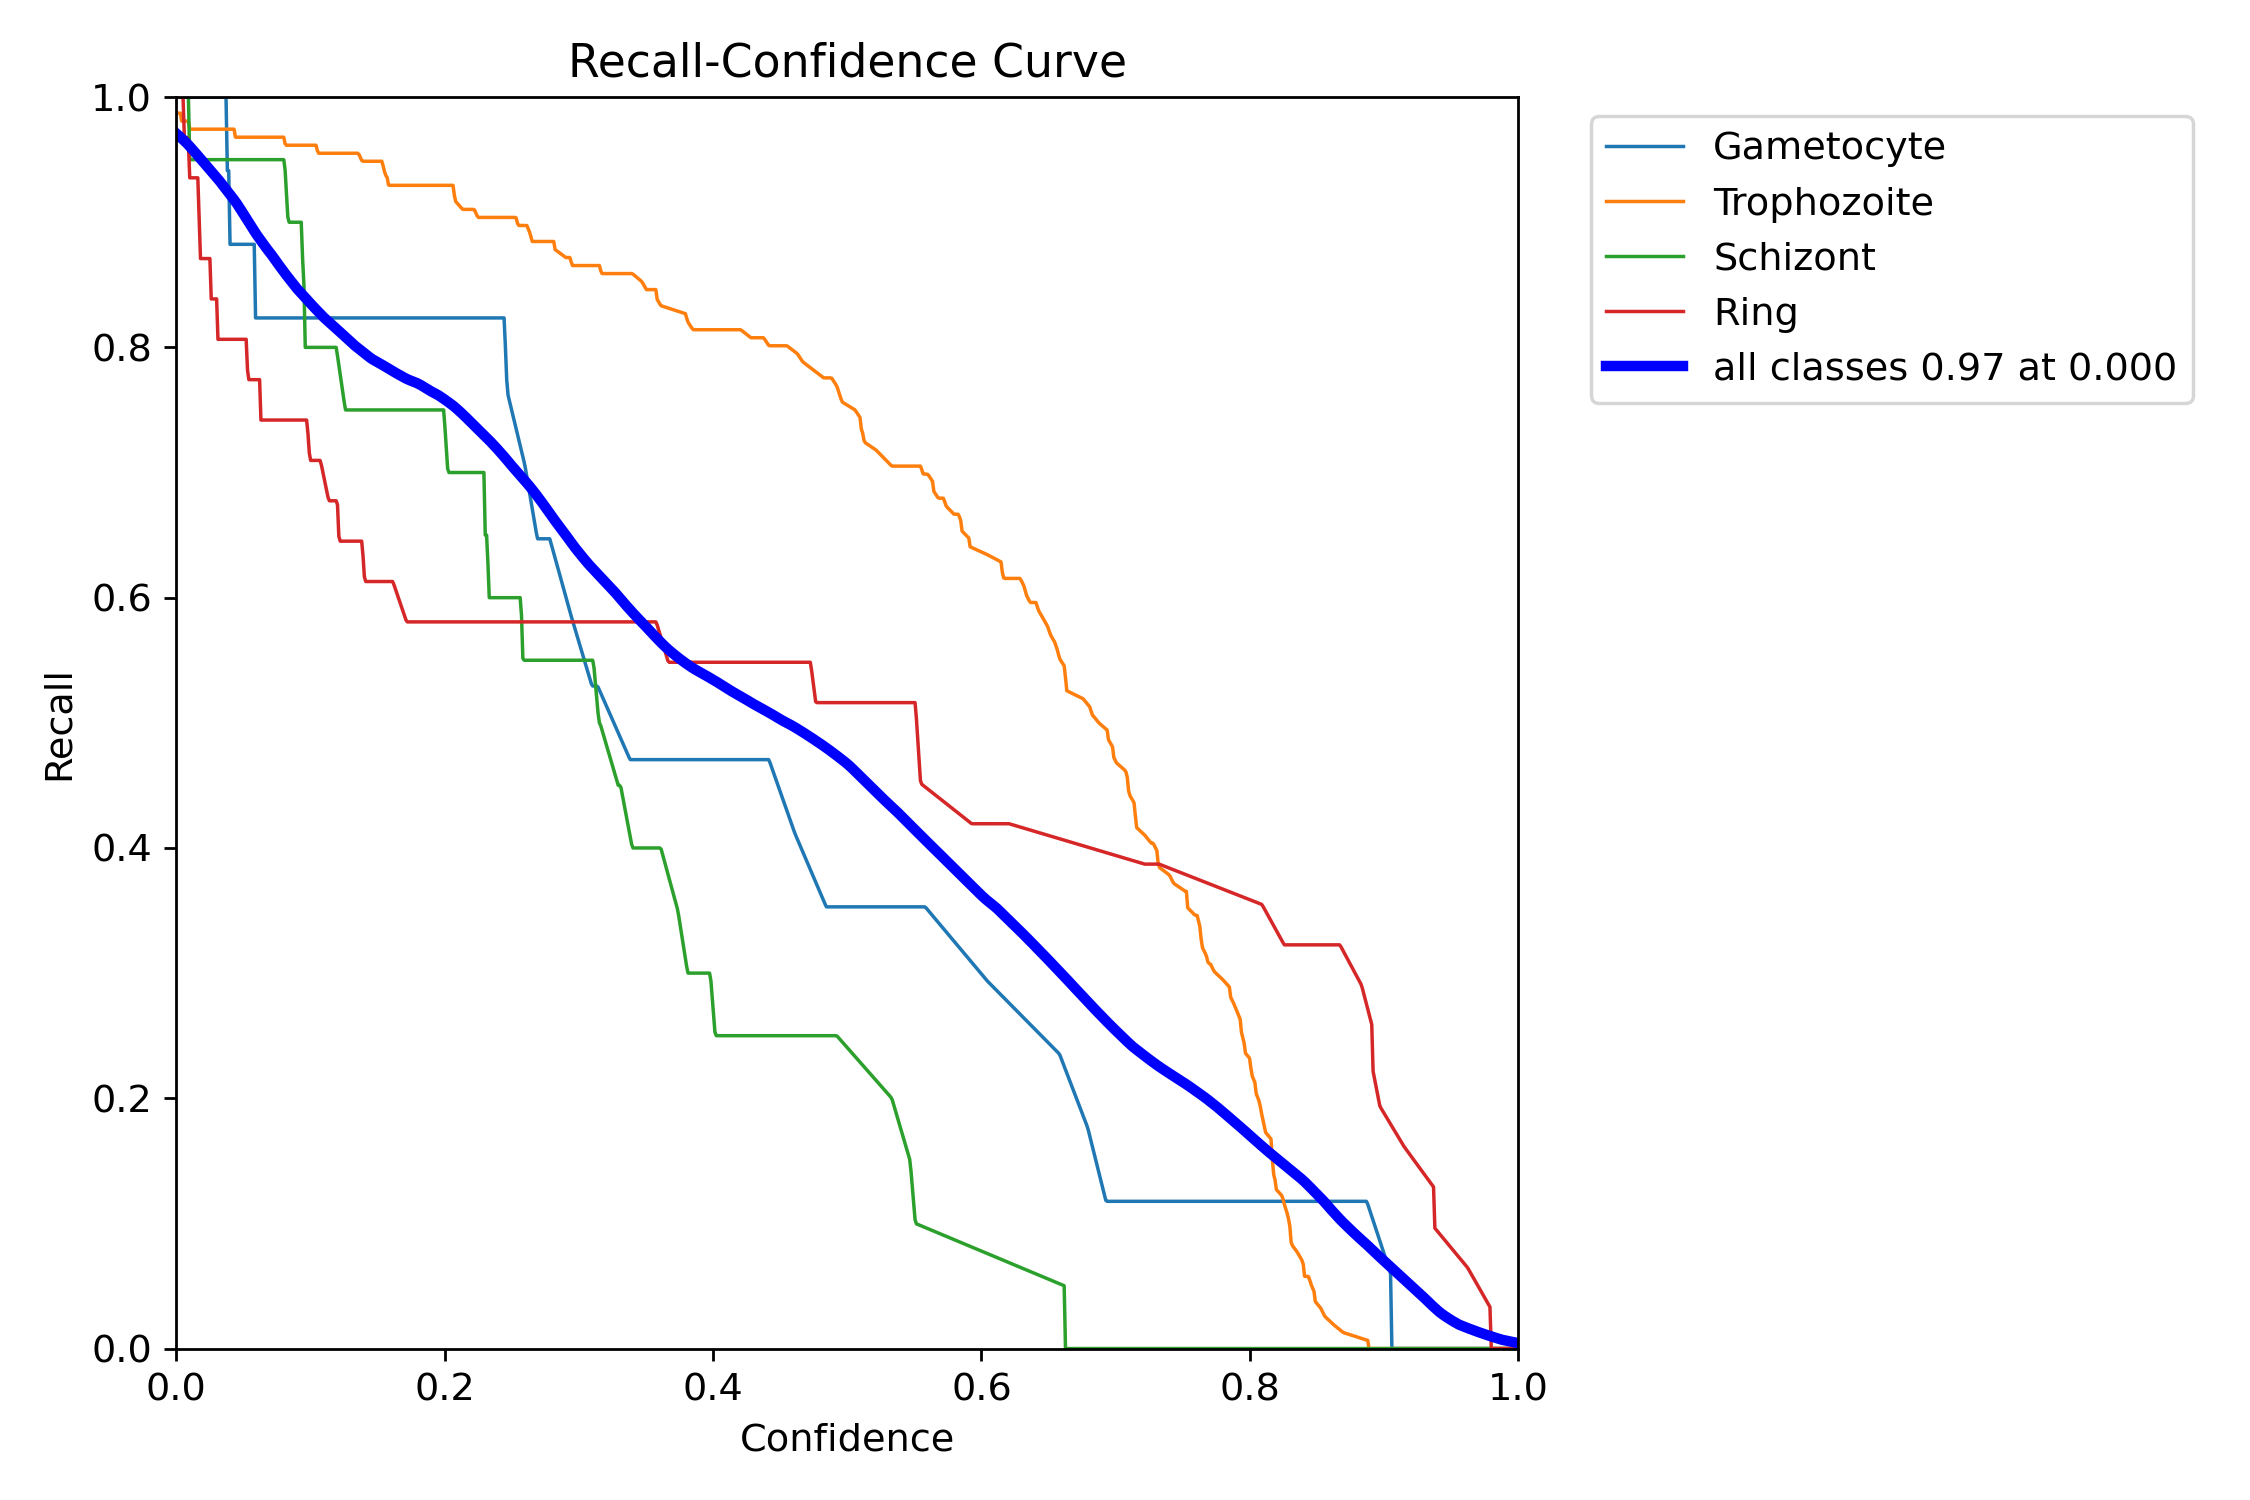 Recall-Confidence Curve
1.0
0.8
0.6
0.4
0.2
0.0
Recall
0.0 0.2 0.4 0.6 0.8 1.0
Confidence
Gametocyte
Trophozoite
Schizont
Ring
all classes 0.97 at 0.000